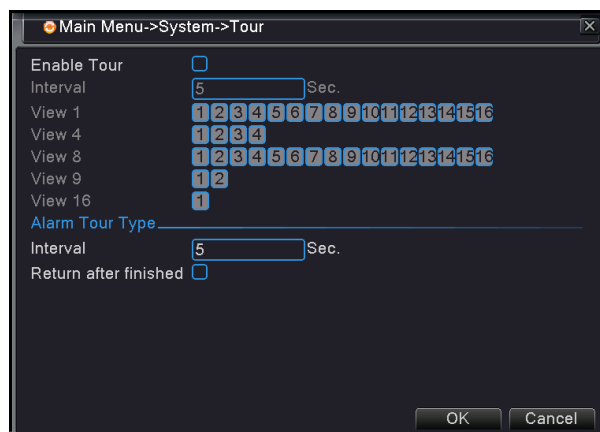 Main Menu->System->Tour
Enable Tour
Interval 5 Sec.
View 1 1 2 3 4 5 6 7 8 9 10 11 12 13 14 15 16
View 4 1 2 3 4
View 8 1 2 3 4 5 6 7 8 9 10 11 12 13 14 15 16
View 9 1 2
View 16 1
Alarm Tour Type
Interval 5 Sec.
Return after finished
OK Cancel